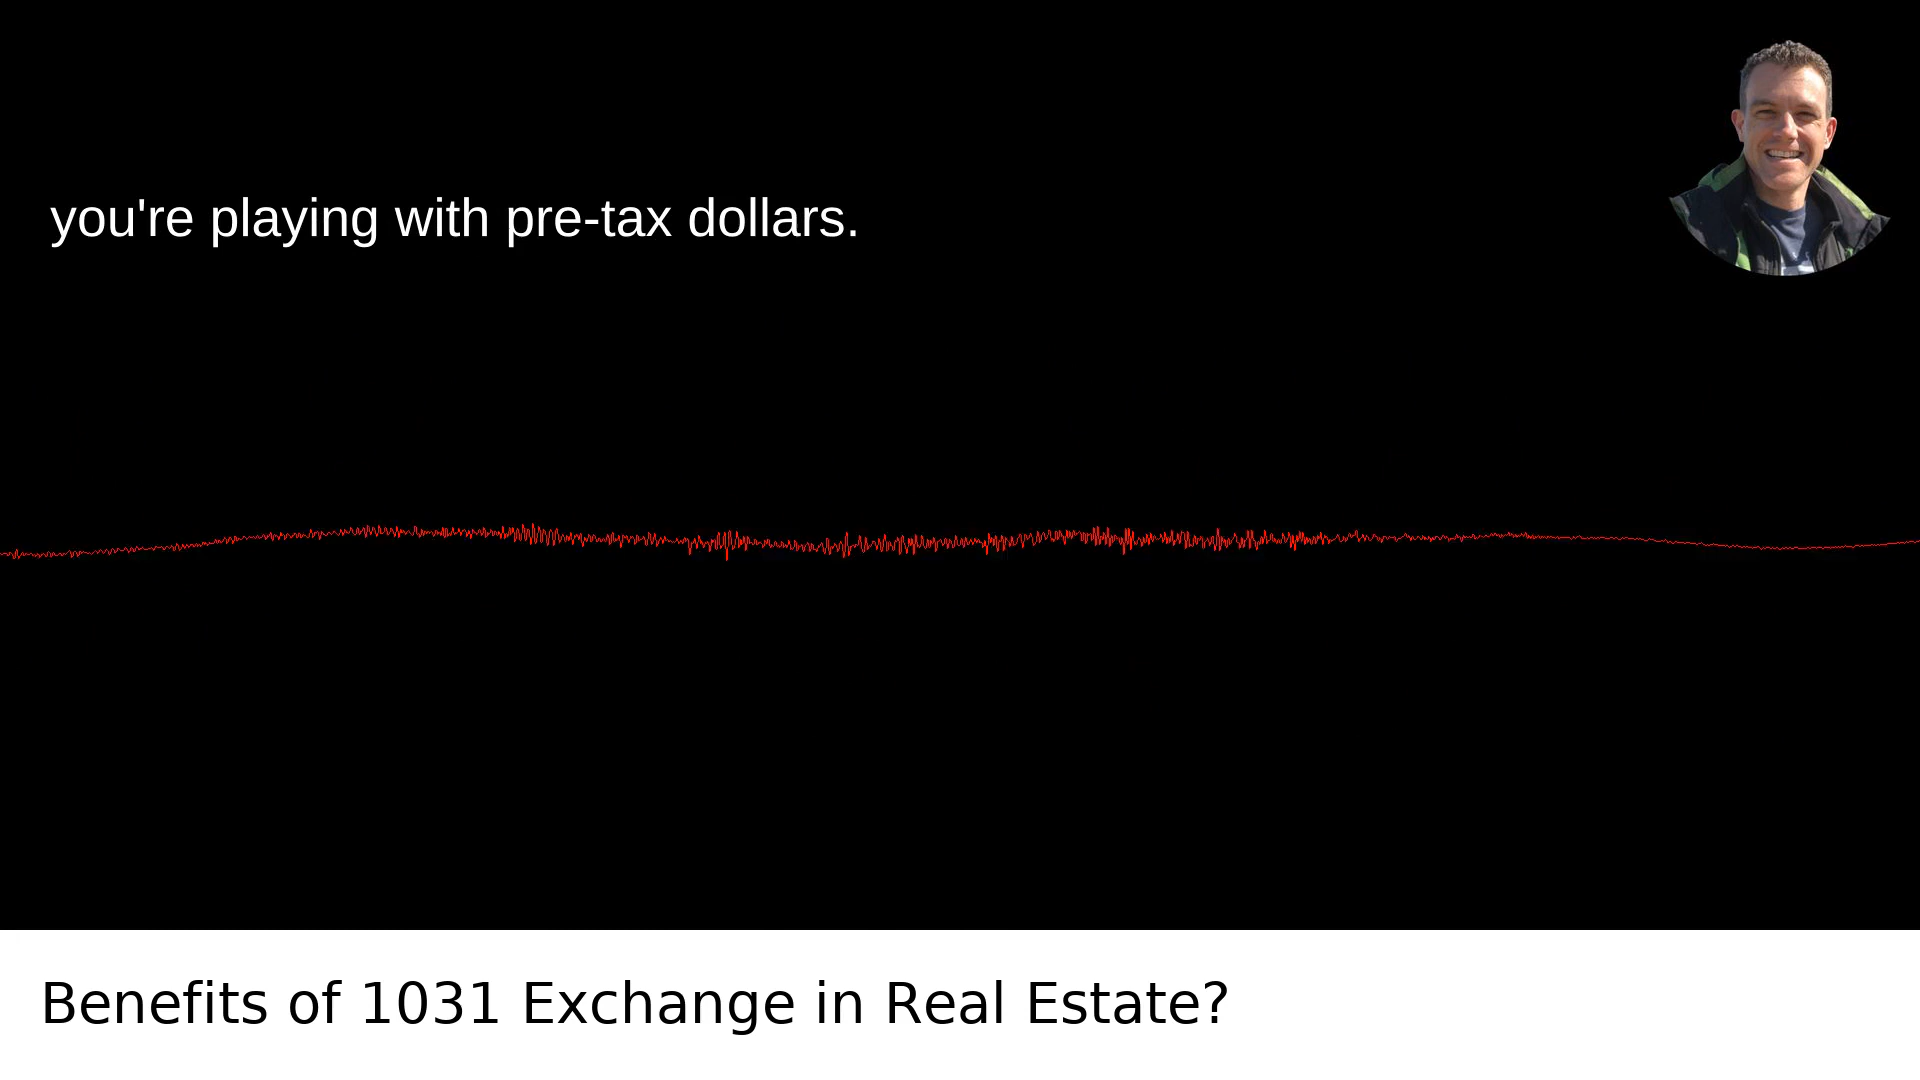 you're playing with pre-tax dollars.
Benefits of 1031 Exchange in Real Estate?